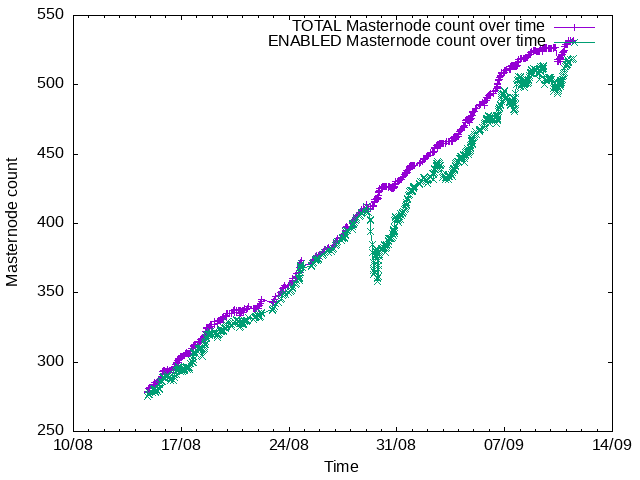 TOTAL Masternode count over time
ENABLED Masternode count over time
550
500
450
400
350
300
250
Masternode count
10/08 17/08 24/08 31/08 07/09 14/09
Time